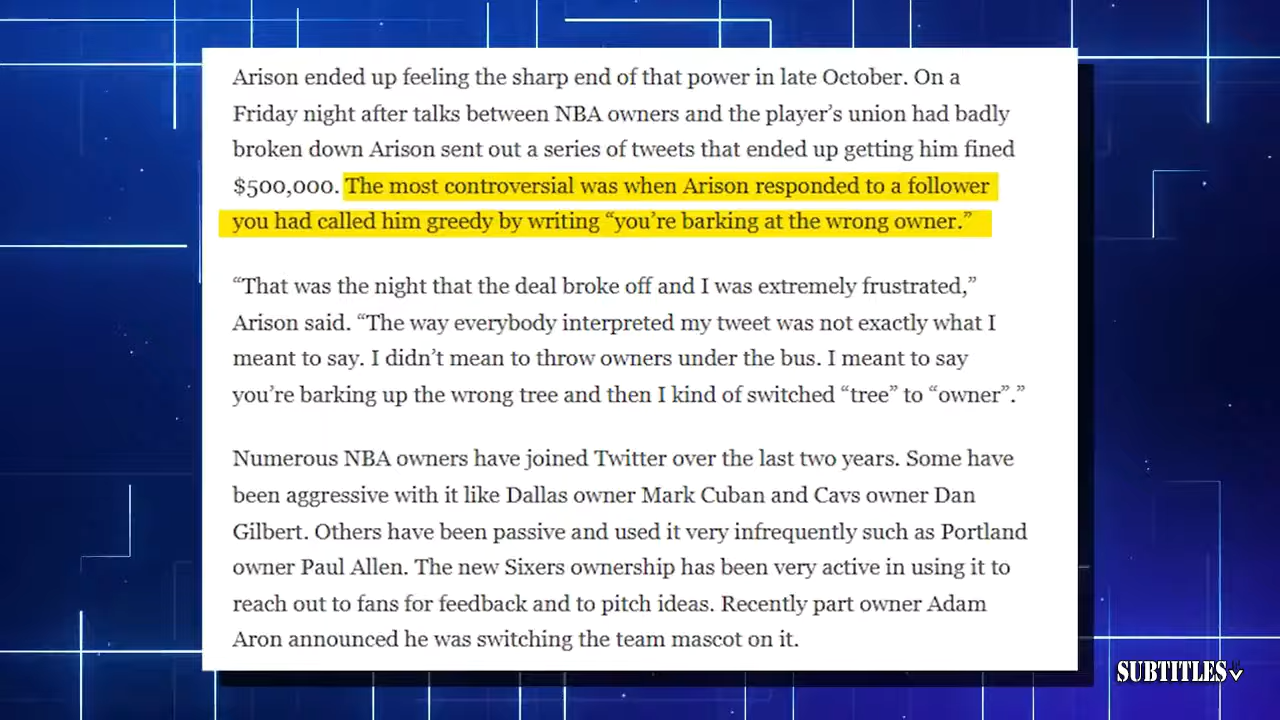 Arison ended up feeling the sharp end of that power in late October. On a
Friday night after talks between NBA owners and the player’s union had badly
broken down Arison sent out a series of tweets that ended up getting him fined
$500,000. The most controversial was when Arison responded to a follower
you had called him greedy by writing “you’re barking at the wrong owner.”
“That was the night that the deal broke off and I was extremely frustrated,”
Arison said. “The way everybody interpreted my tweet was not exactly what I
meant to say. I didn’t mean to throw owners under the bus. I meant to say
you’re barking up the wrong tree and then I kind of switched “tree” to “owner”.”
Numerous NBA owners have joined Twitter over the last two years. Some have
been aggressive with it like Dallas owner Mark Cuban and Cavs owner Dan
Gilbert. Others have been passive and used it very infrequently such as Portland
owner Paul Allen. The new Sixers ownership has been very active in using it to
reach out to fans for feedback and to pitch ideas. Recently part owner Adam
Aron announced he was switching the team mascot on it.
SUBTITLES